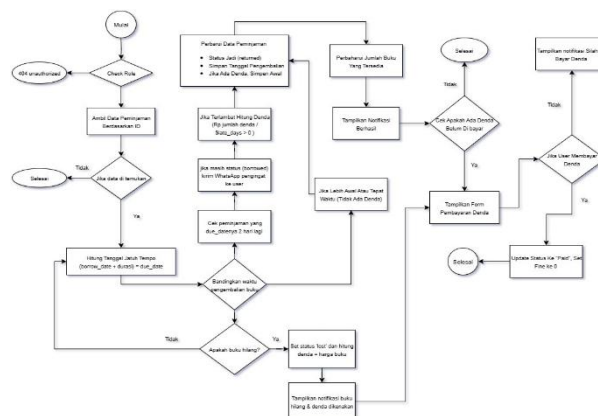 Mulai
404 unauthorized
Check Role
Ambil Data Peminjaman
Berdasarkan ID
Tidak
Selesai
Jika data di temukan
Ya
Hitung Tanggal Jatuh Tempo
(borrow_date + durasi) = due_date
Perbarui Data Peminjaman
Status Jadi (returned)
Simpan Tanggal Pengembalian
Jika Ada Denda, Simpan Awal
Jika Terlambat Hitung Denda
(Rp jumlah denda /
> 0 )
jika masih status (borrowed)
kirim WhatsApp pengingat
ke user
Cek peminjaman yang
due_datenya 2 hari lagi
Bandingkan waktu
pengembalian buku
Jika Lebih Awal Atau Tepat
Waktu (Tidak Ada Denda)
Tidak
Apakah buku hilang?
Ya
Set status 'lost' dan hitung
denda = harga buku
Tampilkan notifikasi buku
hilang & denda dikenakan
Perbaharui Jumlah Buku
Yang Tersedia
Tampilkan Notifikasi
Berhasil
Selesai
Tidak
Cek Apakah Ada Denda
Belum Di bayar
Ya
Tampilkan Form
Pembayaran Denda
Tampilkan notifikasi
Bayar Denda
Tidak
Jika User Membayar
Denda
Ya
Update Status Ke "Paid", Set
Fine ke 0
Selesai